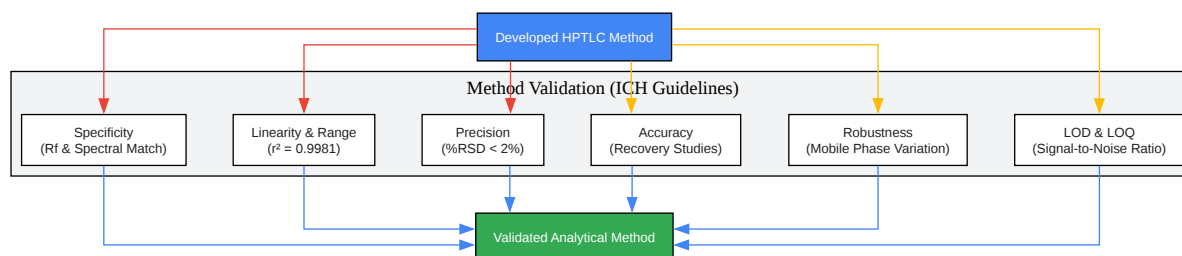 Developed HPTLC Method
Method Validation (ICH Guidelines)
Specificity
(Rf & Spectral Match)
Linearity & Range
(r² = 0.9981)
Precision
(%RSD < 2%)
Accuracy
(Recovery Studies)
Robustness
(Mobile Phase Variation)
LOD & LOQ
(Signal-to-Noise Ratio)
Validated Analytical Method